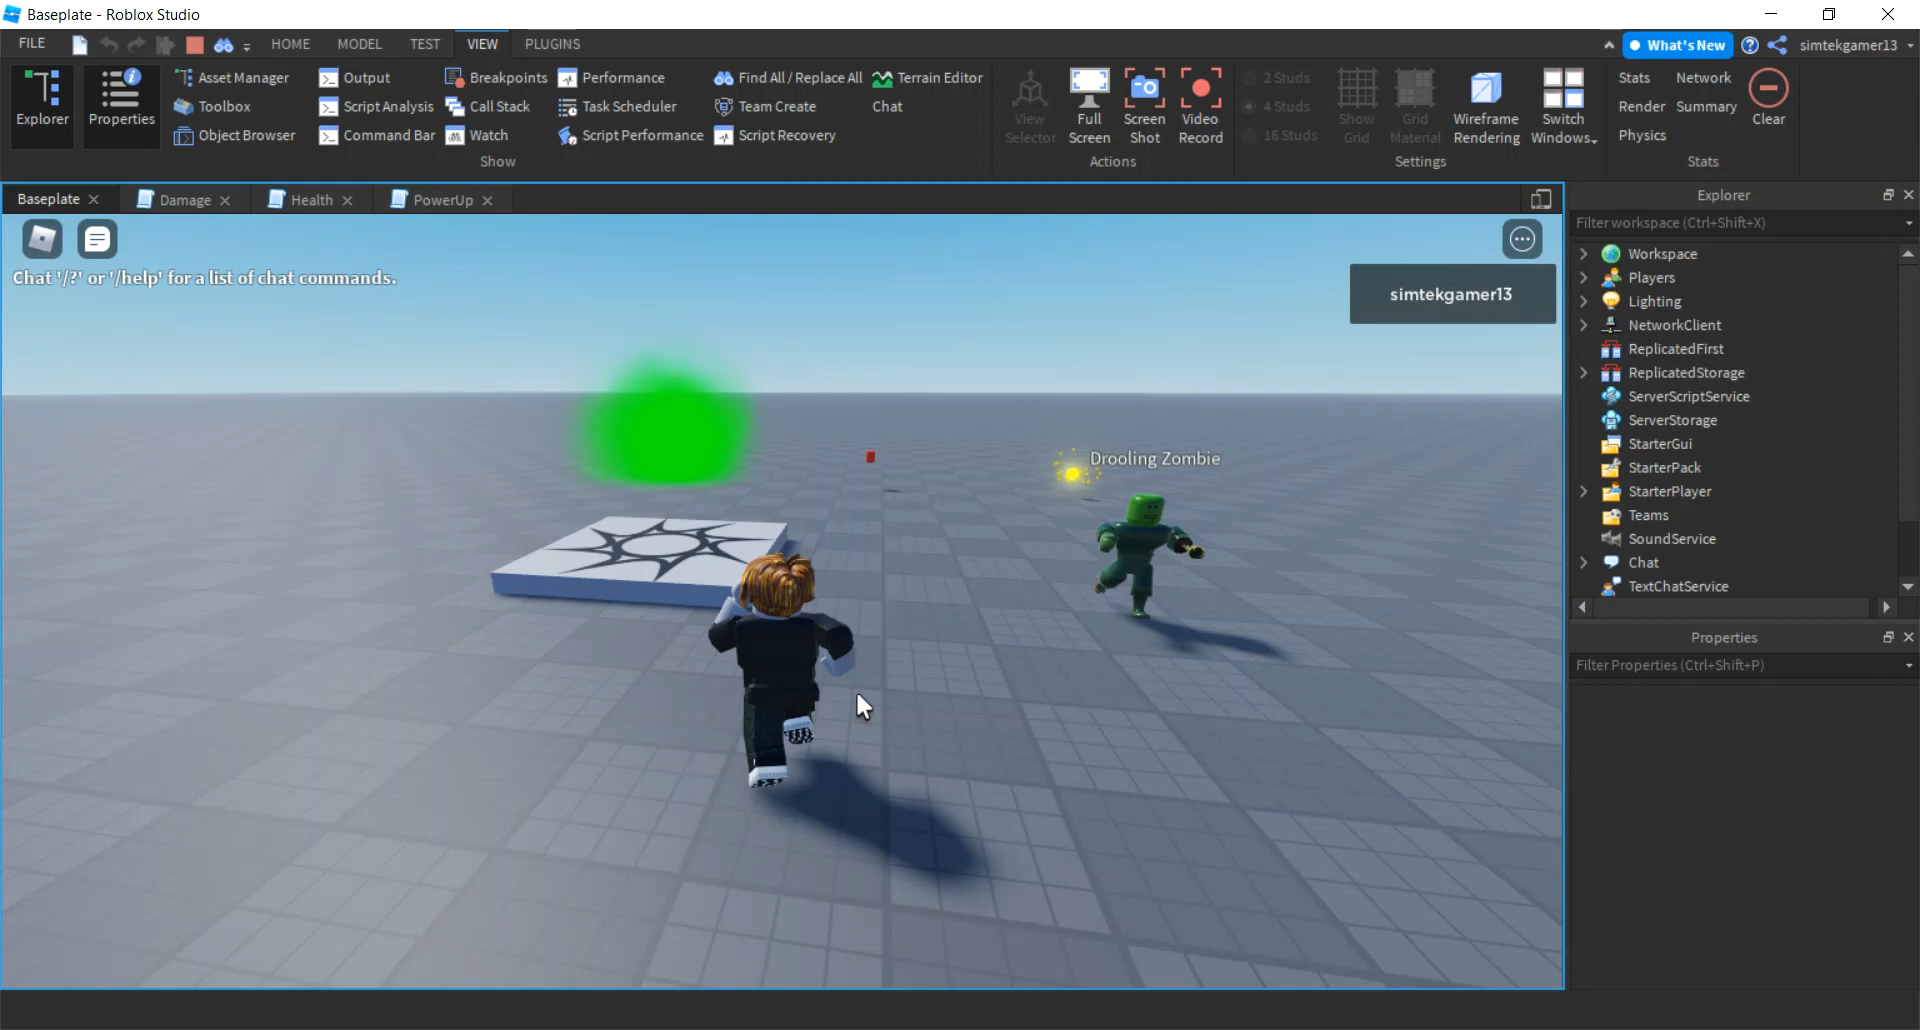 Baseplate - Roblox Studio
FILE
HOME
MODEL
TEST
VIEW
PLUGINS
What's New
simtekgamer13
Explorer
Properties
Asset Manager
Toolbox
Object Browser
Output
Script Analysis
Command Bar
Breakpoints
Call Stack
Watch
Performance
Task Scheduler
Script Performance
Find All / Replace All
Team Create
Script Recovery
Terrain Editor
Chat
Show
View
Selector
Full
Screen
Screen
Shot
Video
Record
Actions
2 Studs
4 Studs
16 Studs
Show
Grid
Grid
Material
Wireframe
Rendering
Switch
Windows
Settings
Stats
Network
Render
Summary
Physics
Clear
Stats
Baseplate
Damage
Health
PowerUp
Chat '/?' or '/help' for a list of chat commands.
simtekgamer13
Drooling Zombie
Explorer
Filter workspace (Ctrl+Shift+X)
Workspace
Players
Lighting
NetworkClient
ReplicatedFirst
ReplicatedStorage
ServerScriptService
ServerStorage
StarterGui
StarterPack
StarterPlayer
Teams
SoundService
Chat
TextChatService
Properties
Filter Properties (Ctrl+Shift+P)